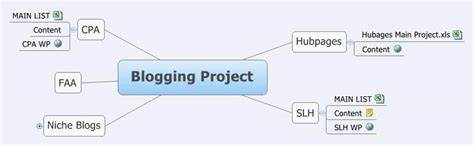 MAIN LIST
Content
CPA WP
CPA
FAA
Niche Blogs
Blogging Project
Hubpages
Hubages Main Project.xls
Content
SLH
MAIN LIST
Content
SLH WP